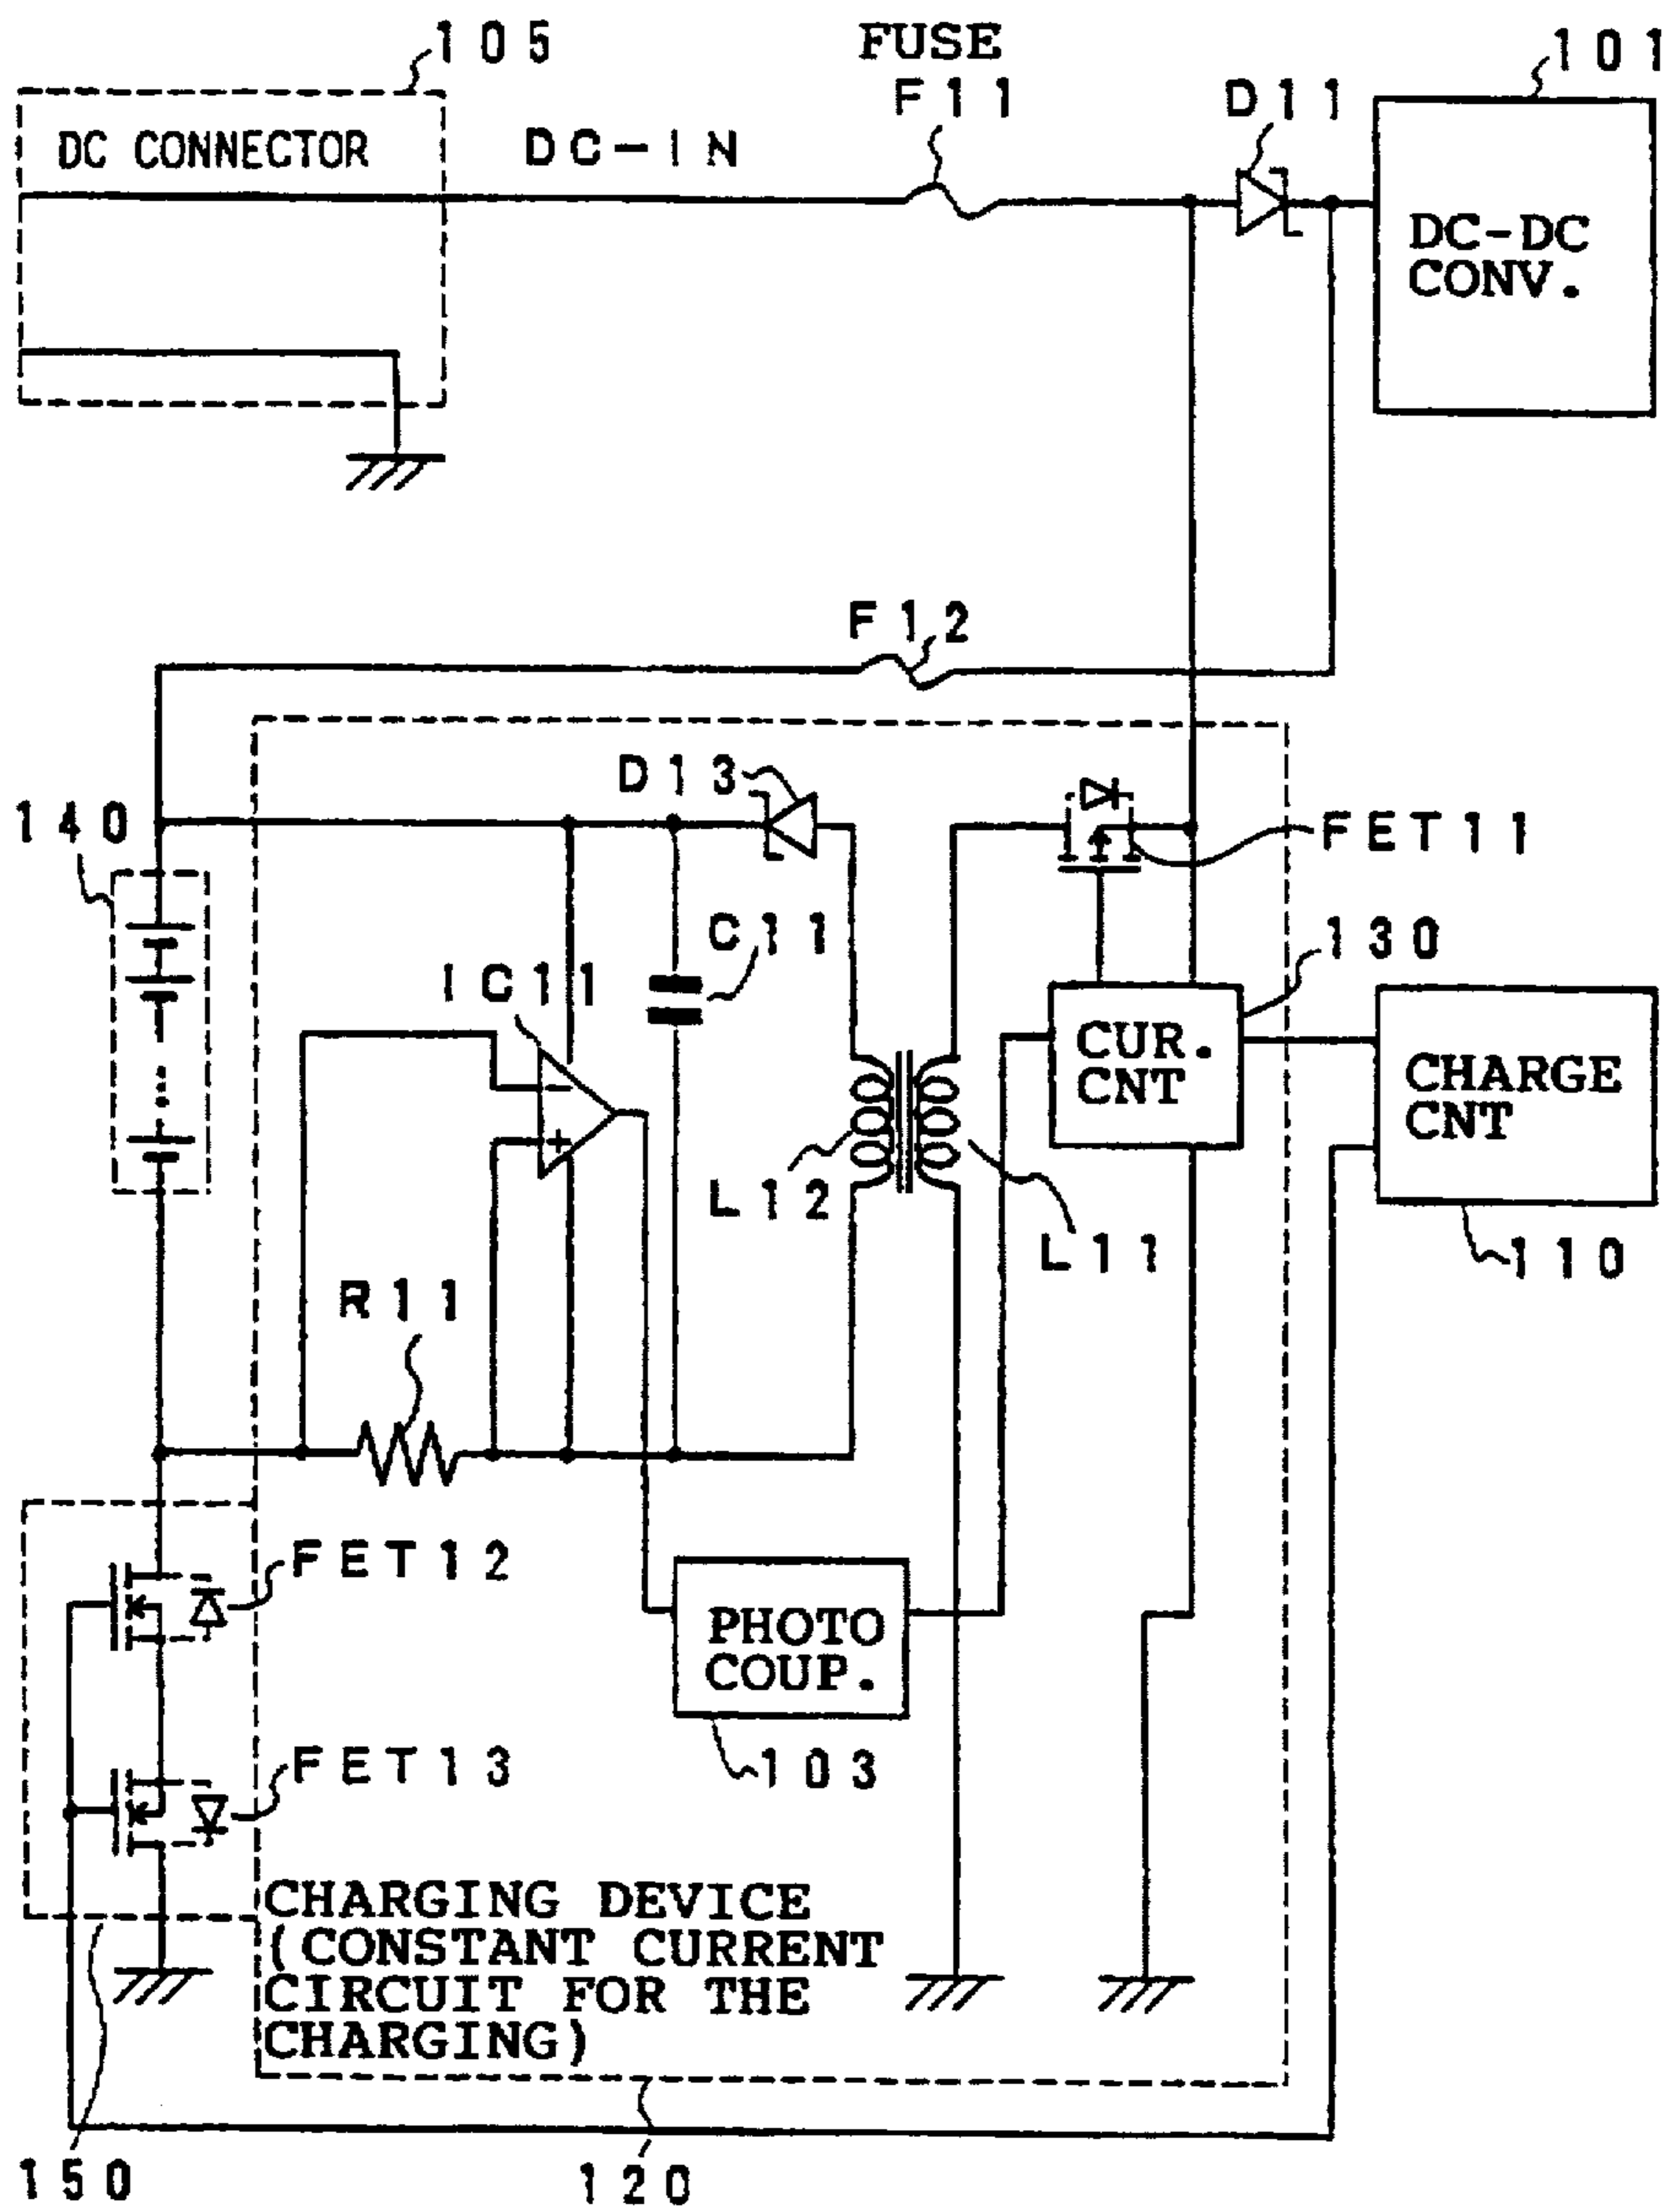 105
FUSE
F11
D11
101
DC CONNECTOR
DC-IN
DC-DC
CONV.
F12
D13
140
FET11
C11
130
IC11
CUR.
CNT
CHARGE
CNT
-
+
L12
L11
110
R11
FET12
PHOTO
COUP.
103
FET13
CHARGING DEVICE
(CONSTANT CURRENT
CIRCUIT FOR THE
CHARGING)
150
120